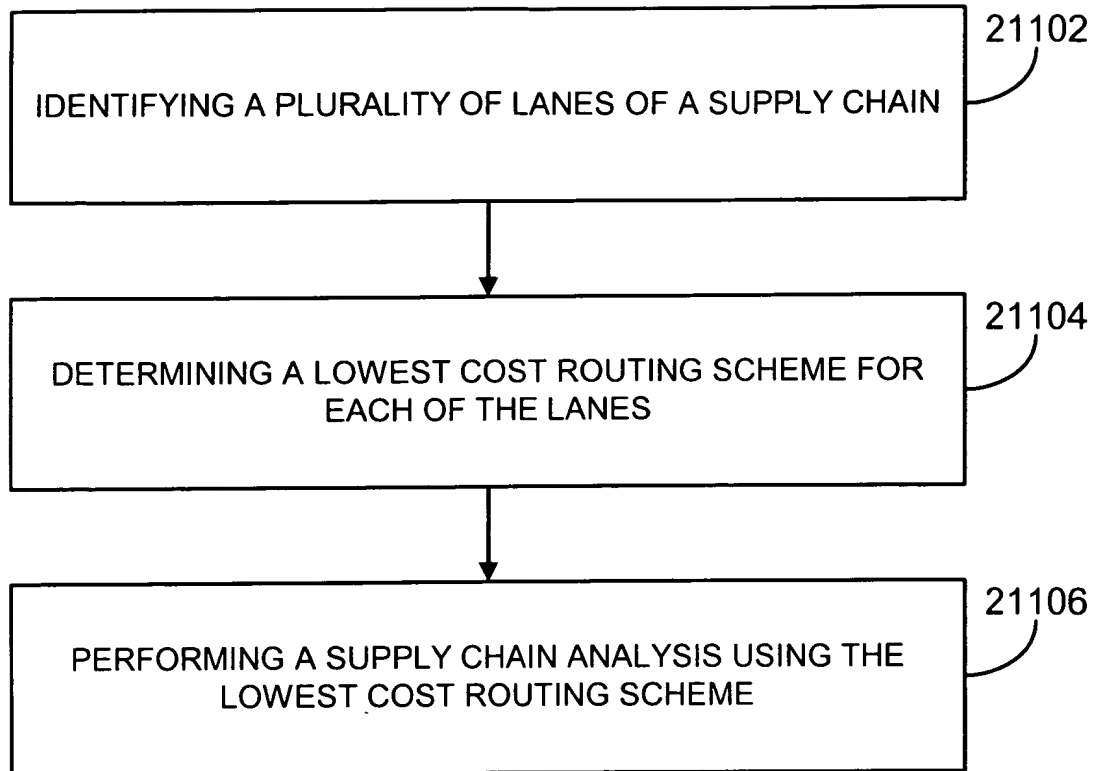 21102
IDENTIFYING A PLURALITY OF LANES OF A SUPPLY CHAIN
21104
DETERMINING A LOWEST COST ROUTING SCHEME FOR
EACH OF THE LANES
21106
PERFORMING A SUPPLY CHAIN ANALYSIS USING THE
LOWEST COST ROUTING SCHEME